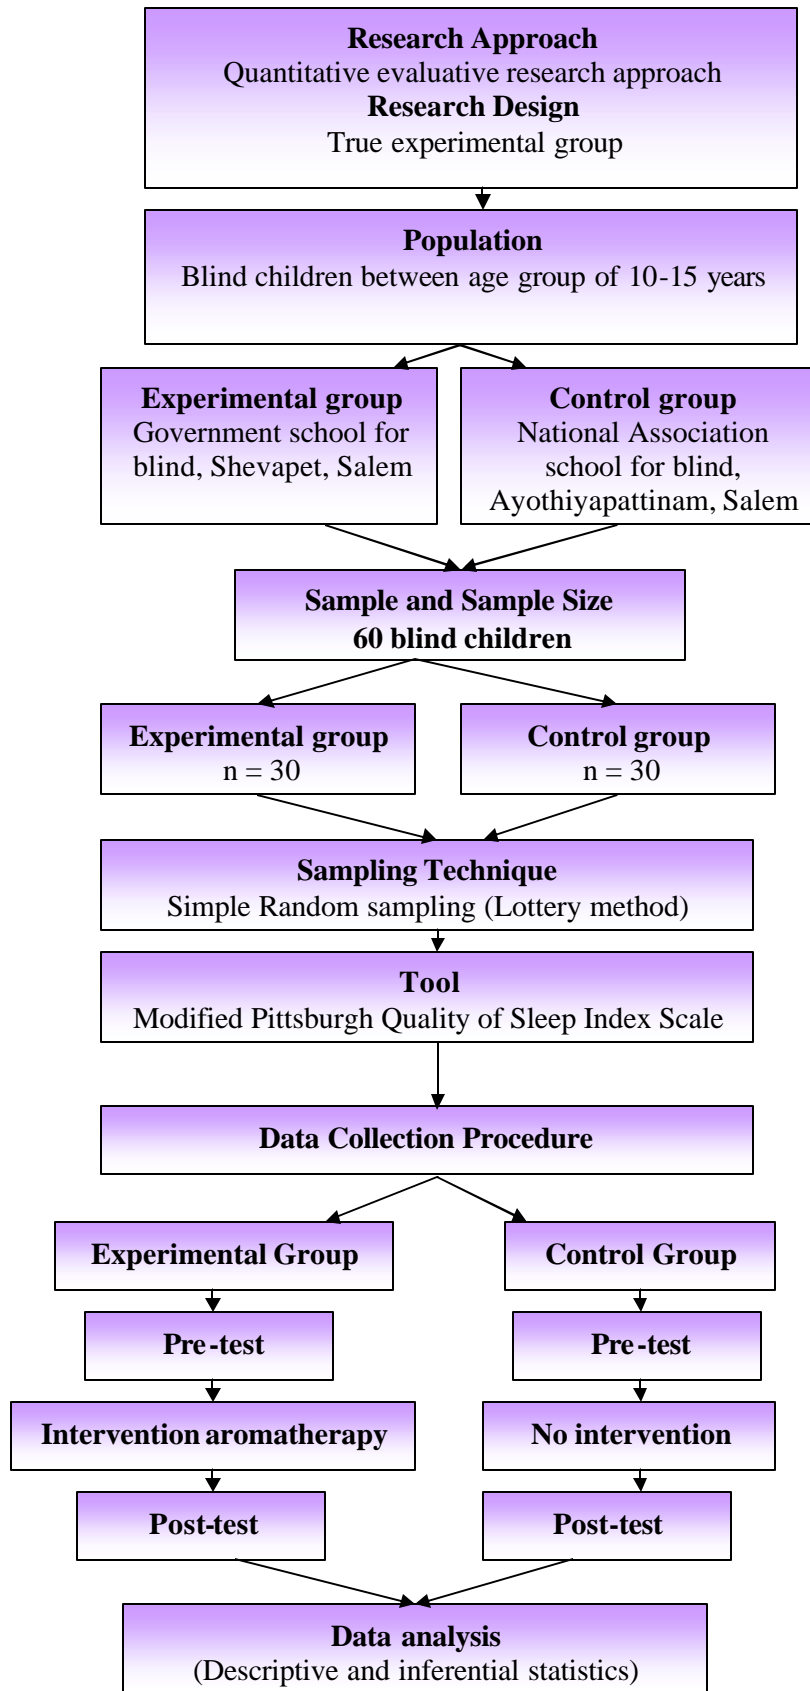 Research Approach
Quantitative evaluative research approach
Research Design
True experimental group
Population
Blind children between age group of 10-15 years
Experimental group
Government school for
blind, Shevapet, Salem
Control group
National Association
school for blind,
Ayothiyapattinam, Salem
Sample and Sample Size
60 blind children
Experimental group
n = 30
Control group
n = 30
Sampling Technique
Simple Random sampling (Lottery method)
Tool
Modified Pittsburgh Quality of Sleep Index Scale
Data Collection Procedure
Experimental Group
Control Group
Pre-test
Pre-test
Intervention aromatherapy
No intervention
Post-test
Post-test
Data analysis
(Descriptive and inferential statistics)